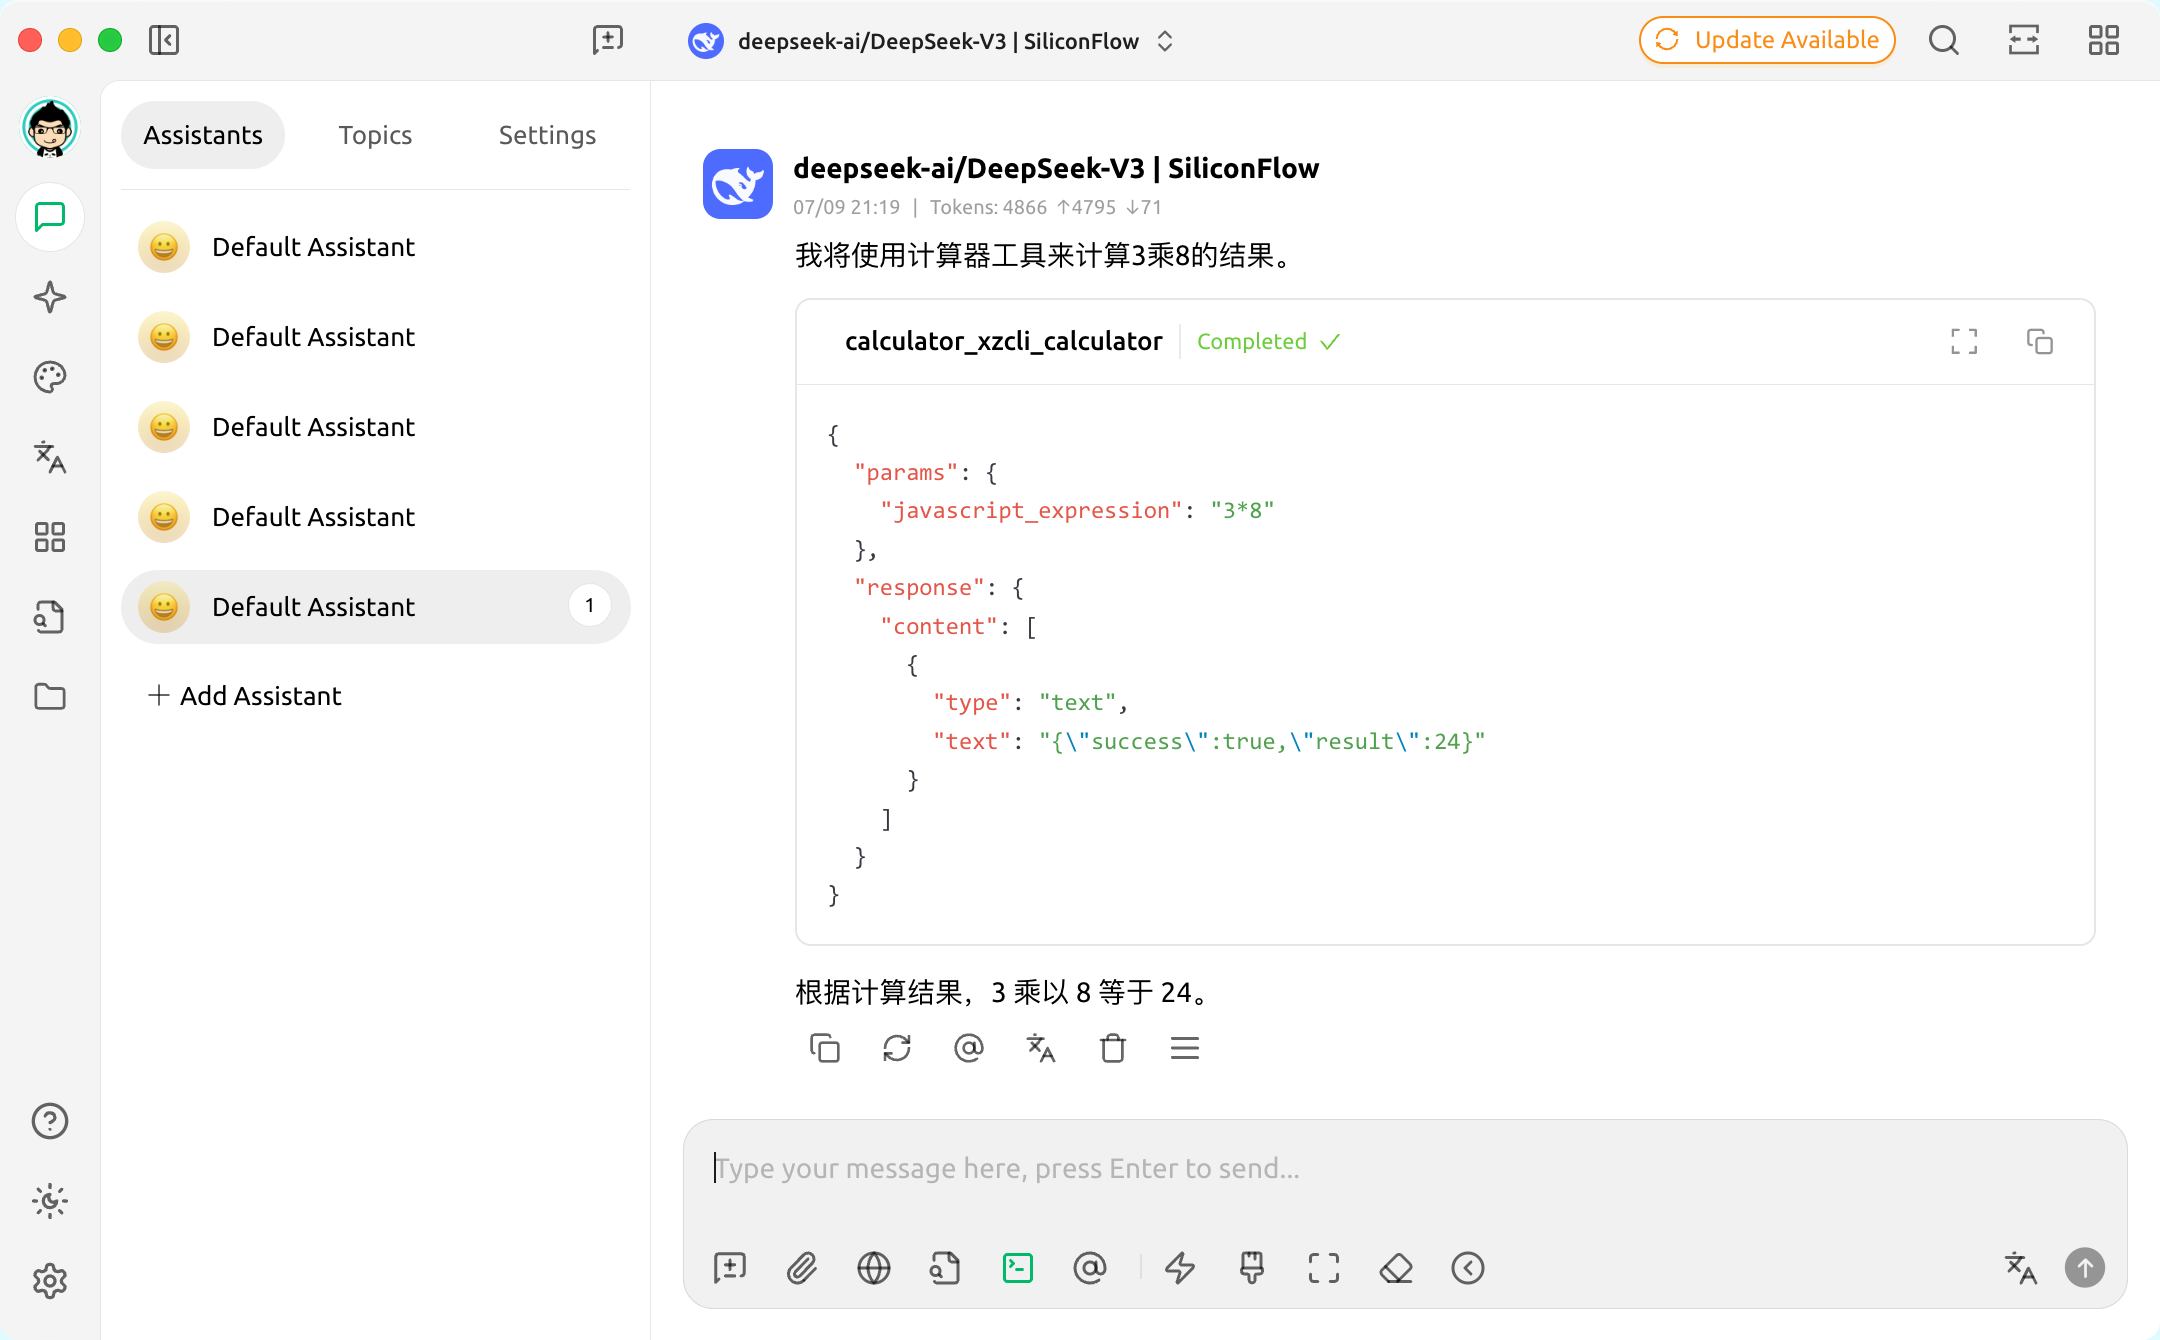 deepseek-ai/DeepSeek-V3 | SiliconFlow
Update Available
Assistants
Topics
Settings
Default Assistant
Default Assistant
Default Assistant
Default Assistant
Default Assistant
1
Add Assistant
deepseek-ai/DeepSeek-V3 | SiliconFlow
07/09 21:19 | Tokens: 4866 ↑4795 ↓71
我将使用计算器工具来计算3乘8的结果。
calculator_xzcli_calculator
Completed
{
"params": {
"javascript_expression": "3*8"
},
"response": {
"content": [
{
"type": "text",
"text": "{\"success\":true,\"result\":24}"
}
]
}
}
根据计算结果，3 乘以 8 等于 24。
Type your message here, press Enter to send...